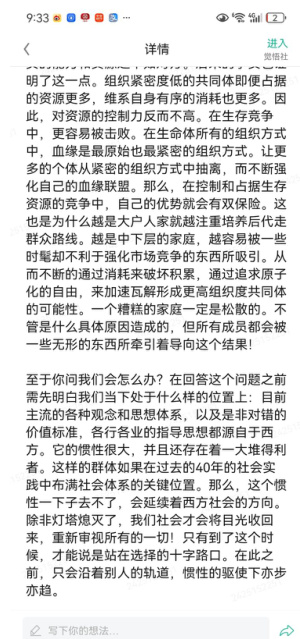 9:33
4G
2
详情
进入
觉悟社
明了这一点。组织紧密度低的共同体即便占据
的资源更多，维系自身有序的消耗也更多。因
此，对资源的控制力反而不高。在生存竞争
中，更容易被击败。在生命体所有的组织方式
中，血缘是最原始也最紧密的组织方式。让更
多的个体从紧密的组织方式中抽离，而不断强
化自己的血缘联盟。那么，在控制和占据生存
资源的竞争中，自己的优势就会有双保险。这
也是为什么越是大户人家就越注重培养后代走
群众路线。越是中下层的家庭，越容易被一些
时髦却不利于强化市场竞争的东西所吸引。从
而不断的通过消耗来破坏积累，通过追求原子
化的自由，来加速瓦解形成更高组织度共同体
的可能性。一个糟糕的家庭一定是松散的。不
管是什么具体原因造成的，但所有成员都会被
一些无形的东西所牵引着导向这个结果！
至于你问我们会怎么办？在回答这个问题之前
需先明白我们当下处于什么样的位置上：目前
主流的各种观念和思想体系，以及是非对错的
价值标准，各行各业的指导思想都源自于西
方。它的惯性很大，并且还存在着一大堆得利
者。这样的群体如果在过去的40年的社会实
践中布满社会体系的关键位置。那么，这个惯
性一下子去不了，会延续着西方社会的方向。
除非灯塔熄灭了，我们社会才会将目光收回
来，重新审视所有的一切！只有到了这个时
候，才能说是站在选择的十字路口。在此之
前，只会沿着别人的轨道，惯性的驱使下亦步
亦趋。
写下你的想法...